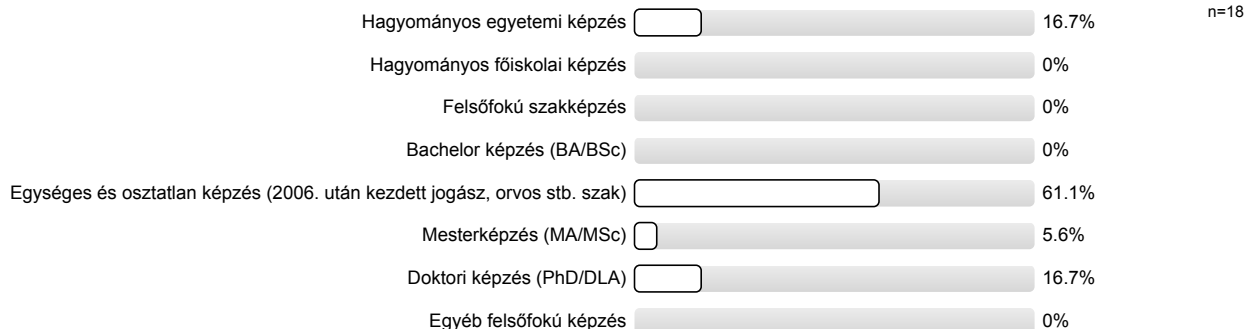 Hagyományos egyetemi képzés 16.7% n=18
Hagyományos főiskolai képzés 0%
Felsőfokú szakképzés 0%
Bachelor képzés (BA/BSc) 0%
Egységes és osztatlan képzés (2006. után kezdett jogász, orvos stb. szak) 61.1%
Mesterképzés (MA/MSc) 5.6%
Doktori képzés (PhD/DLA) 16.7%
Egyéb felsőfokú képzés 0%